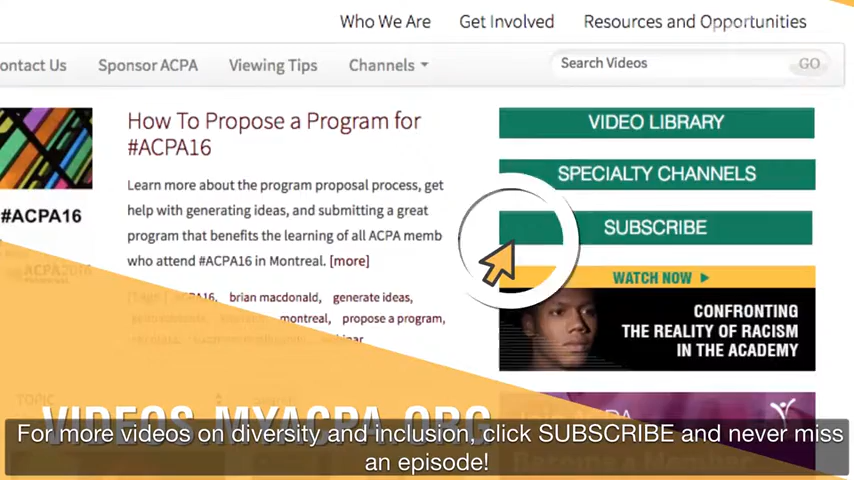 Who We Are Get Involved Resources and Opportunities
ontact Us Sponsor ACPA Viewing Tips Channels
Search Videos GO
How To Propose a Program for
#ACPA16
Learn more about the program proposal process, get
help with generating ideas, and submitting a great
program that benefits the learning of all ACPA memb
who attend #ACPA16 in Montreal. [more]
brian macdonald, generate ideas,
montreal, propose a program,
#ACPA16
ACPA2016
VIDEO LIBRARY
SPECIALTY CHANNELS
SUBSCRIBE
WATCH NOW
CONFRONTING
THE REALITY OF RACISM
IN THE ACADEMY
TOPIC
VIDEOS.MYACPA.ORG
Become a Member
For more videos on diversity and inclusion, click SUBSCRIBE and never miss
an episode!